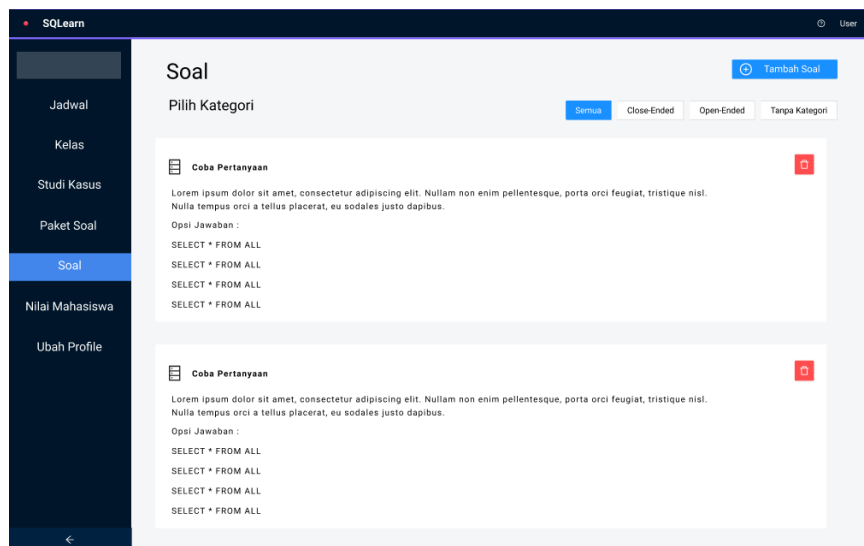 SQLearn
User
Jadwal
Kelas
Studi Kasus
Paket Soal
Soal
Nilai Mahasiswa
Ubah Profile
Soal
Tambah Soal
Pilih Kategori
Semua
Close-Ended
Open-Ended
Tanpa Kategori
Coba Pertanyaan
Lorem ipsum dolor sit amet, consectetur adipiscing elit. Nullam non enim pellentesque, porta orci feugiat, tristique nisl.
Nulla tempus orci a tellus placerat, eu sodales justo dapibus.
Opsi Jawaban :
SELECT * FROM ALL
SELECT * FROM ALL
SELECT * FROM ALL
SELECT * FROM ALL
Coba Pertanyaan
Lorem ipsum dolor sit amet, consectetur adipiscing elit. Nullam non enim pellentesque, porta orci feugiat, tristique nisl.
Nulla tempus orci a tellus placerat, eu sodales justo dapibus.
Opsi Jawaban :
SELECT * FROM ALL
SELECT * FROM ALL
SELECT * FROM ALL
SELECT * FROM ALL